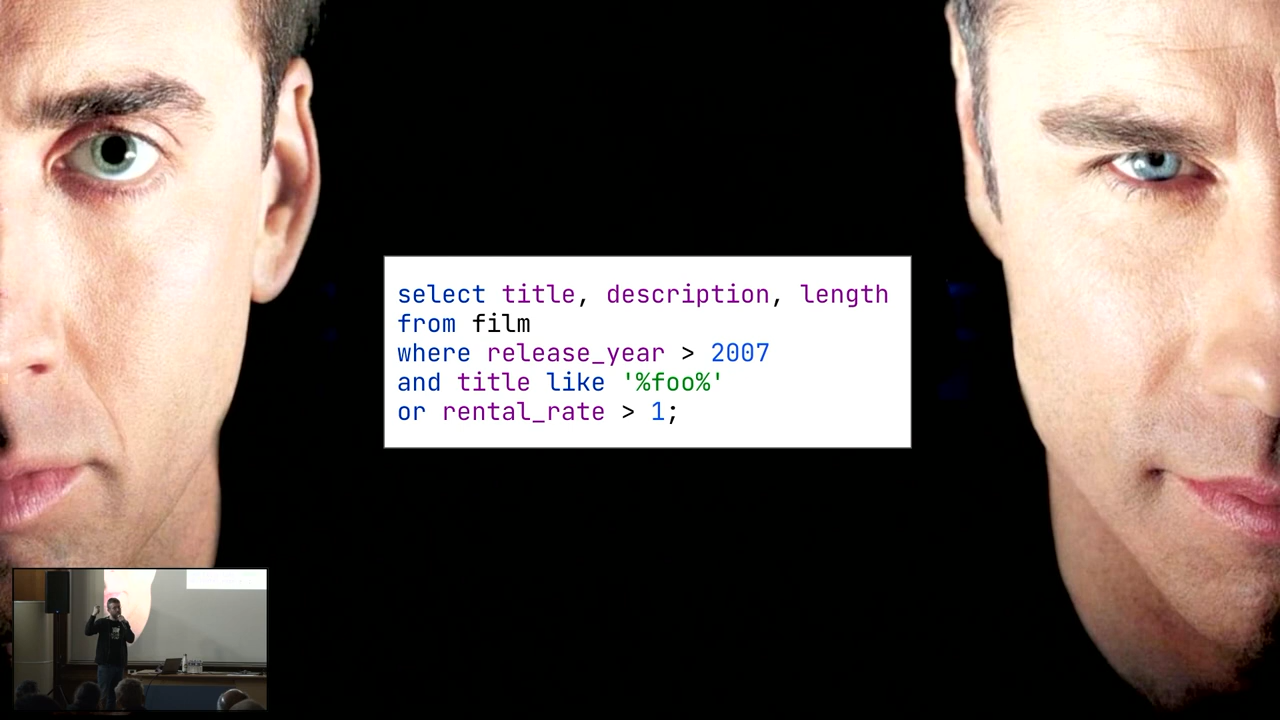 select title, description, length
from film
where release_year > 2007
and title like '%foo%'
or rental_rate > 1;